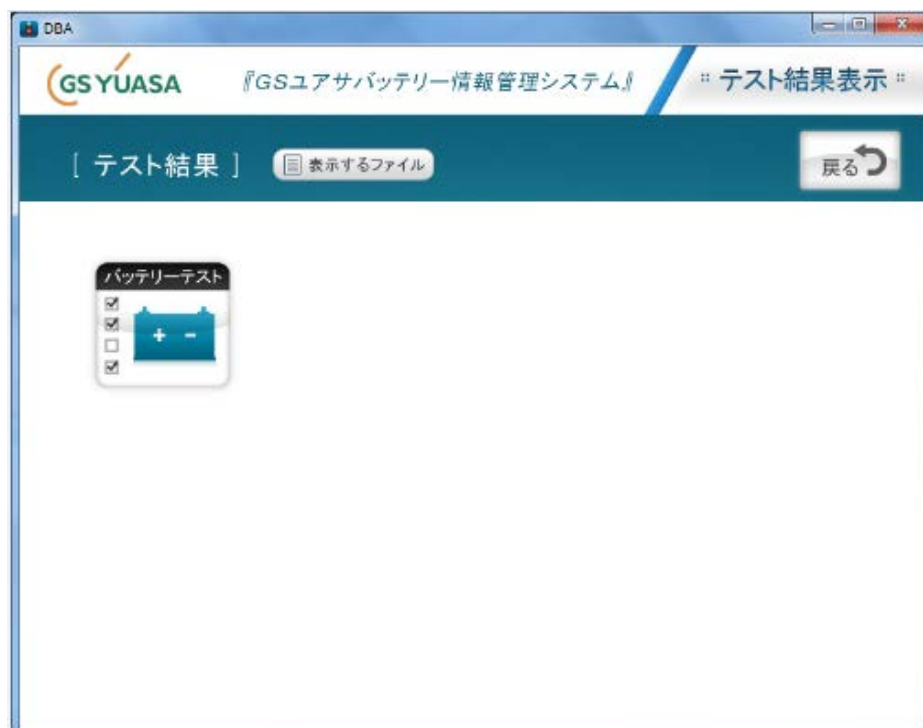 DBA
GS YUASA 『GSユアサバッテリー情報管理システム』 :: テスト結果表示 ::
[ テスト結果 ] 表示するファイル 戻る
バッテリーテスト
+ -